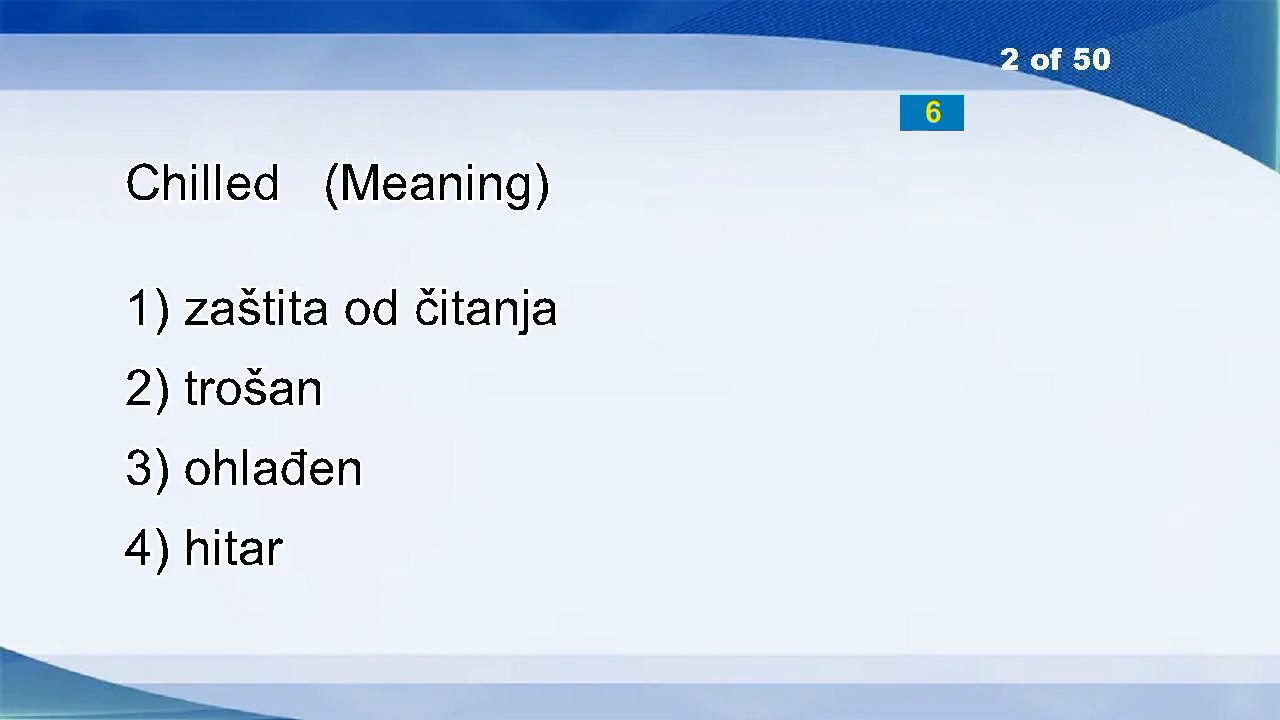 2 of 50
6
Chilled (Meaning)
1) zaštita od čitanja
2) trošan
3) ohlađen
4) hitar